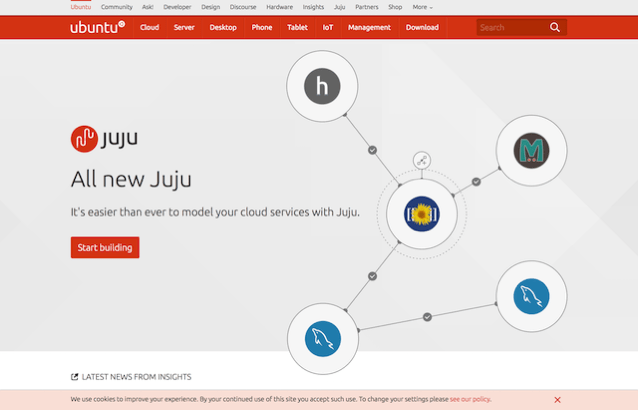 Ubuntu Community Ask! Developer Design Discourse Hardware Insights Juju Partners Shop More
ubuntu Cloud Server Desktop Phone Tablet IoT Management Download Search
h
M
juju
All new Juju
It's easier than ever to model your cloud services with Juju.
Start building
LATEST NEWS FROM INSIGHTS
We use cookies to improve your experience. By your continued use of this site you accept such use. To change your settings please see our policy.